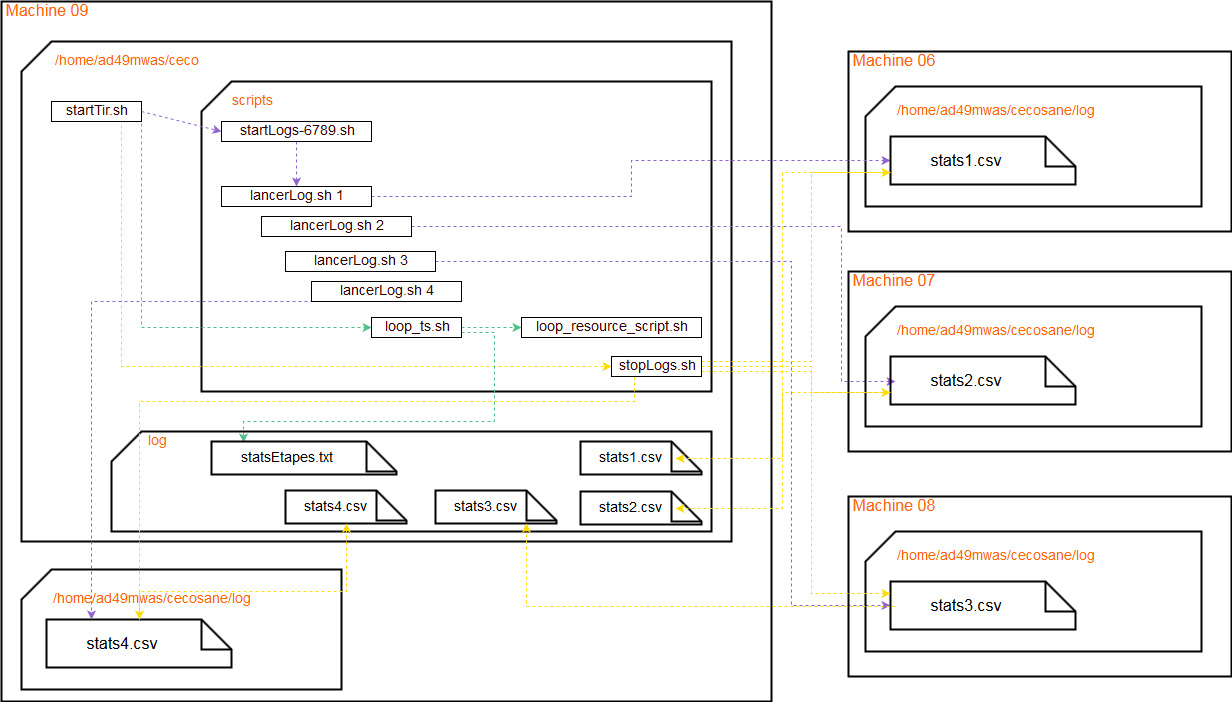 Machine 09
/home/ad49mwas/ceco
startTir.sh
scripts
startLogs-6789.sh
lancerLog.sh 1
lancerLog.sh 2
lancerLog.sh 3
lancerLog.sh 4
loop_ts.sh
loop_resource_script.sh
stopLogs.sh
log
statsEtapes.txt
stats1.csv
stats4.csv
stats3.csv
stats2.csv
/home/ad49mwas/cecosane/log
stats4.csv
Machine 06
/home/ad49mwas/cecosane/log
stats1.csv
Machine 07
/home/ad49mwas/cecosane/log
stats2.csv
Machine 08
/home/ad49mwas/cecosane/log
stats3.csv